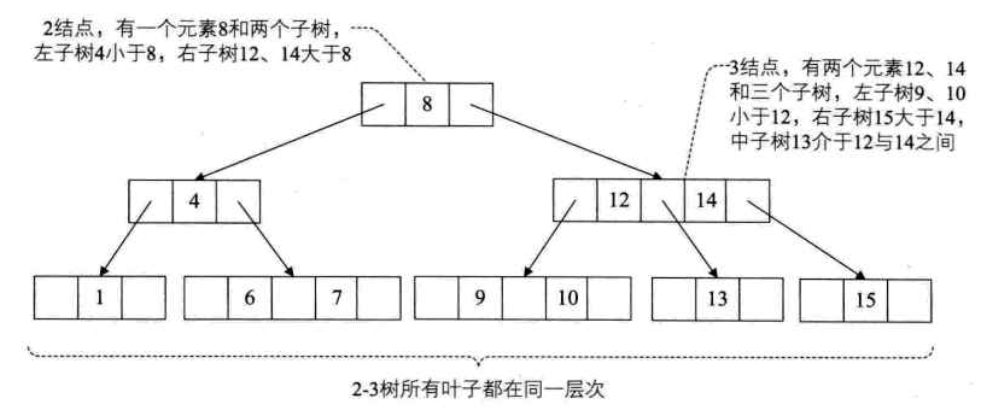 2结点，有一个元素8和两个子树，
左子树4小于8，右子树12、14大于8
3结点，有两个元素12、14
和三个子树，左子树9、10
小于12，右子树15大于14，
中子树13介于12与14之间
8
4
12 14
1
6 7
9 10
13
15
2-3树所有叶子都在同一层次